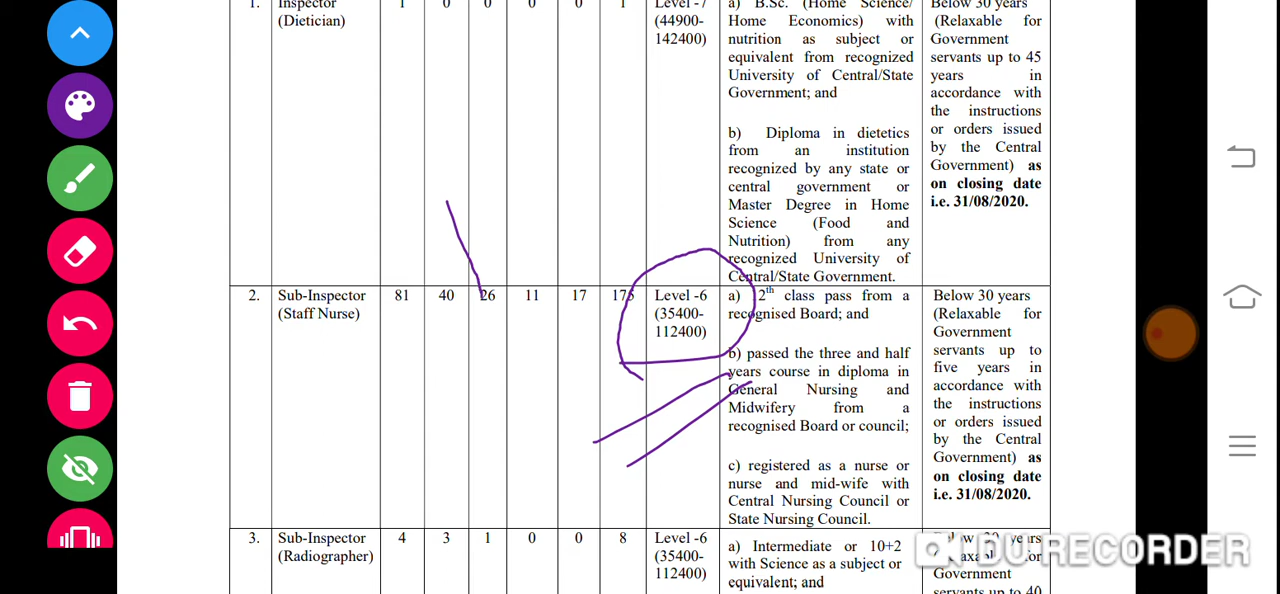 1.
Inspector
(Dietician)
1
0
0
0
0
1
Level -7
(44900-
142400)
a) B.Sc. (Home Science/
Home Economics) with
nutrition as subject or
equivalent from recognized
University of Central/State
Government; and
b) Diploma in dietetics
from an institution
recognized by any state or
central government or
Master Degree in Home
Science (Food and
Nutrition) from any
recognized University of
Central/State Government.
Below 30 years
(Relaxable for
Government
servants up to 45
years in
accordance with
the instructions
or orders issued
by the Central
Government) as
on closing date
i.e. 31/08/2020.
2.
Sub-Inspector
(Staff Nurse)
81
40
26
11
17
175
Level -6
(35400-
112400)
a) 12th class pass from a
recognised Board; and
b) passed the three and half
years course in diploma in
General Nursing and
Midwifery from a
recognised Board or council;
c) registered as a nurse or
nurse and mid-wife with
Central Nursing Council or
State Nursing Council.
Below 30 years
(Relaxable for
Government
servants up to
five years in
accordance with
the instructions
or orders issued
by the Central
Government) as
on closing date
i.e. 31/08/2020.
3.
Sub-Inspector
(Radiographer)
4
3
1
0
0
8
Level -6
(35400-
112400)
a) Intermediate or 10+2
with Science as a subject or
equivalent; and
30 years
for
Government
servants up to 40
DU RECORDER